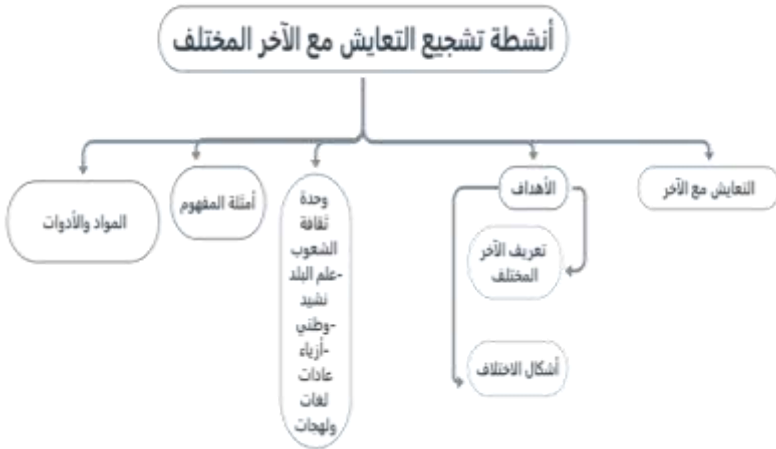 أنشطة تشجيع التعايش مع الآخر المختلف
التعايش مع الآخر
الأهداف
تعريف الآخر
المختلف
أشكال الاختلاف
وحدة
ثقافة
الشعوب
-علم البلد
نشيد
-وطني
-أزياء
عادات
لغات
ولهجات
أمثلة المفهوم
المواد والأدوات